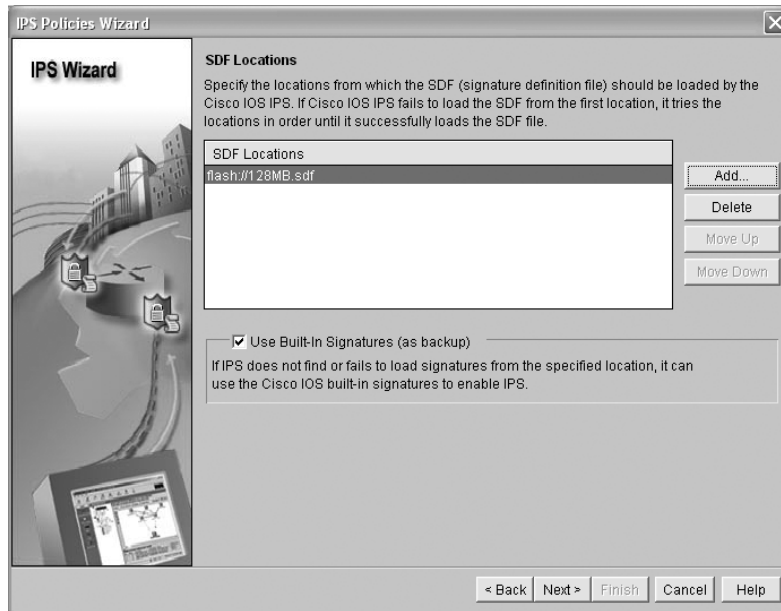 IPS Policies Wizard
IPS Wizard
SDF Locations
Specify the locations from which the SDF (signature definition file) should be loaded by the
Cisco IOS IPS. If Cisco IOS IPS fails to load the SDF from the first location, it tries the
locations in order until it successfully loads the SDF file.
SDF Locations
flash://128MB.sdf
Add...
Delete
Move Up
Move Down
Use Built-In Signatures (as backup)
If IPS does not find or fails to load signatures from the specified location, it can
use the Cisco IOS built-in signatures to enable IPS.
< Back
Next >
Finish
Cancel
Help